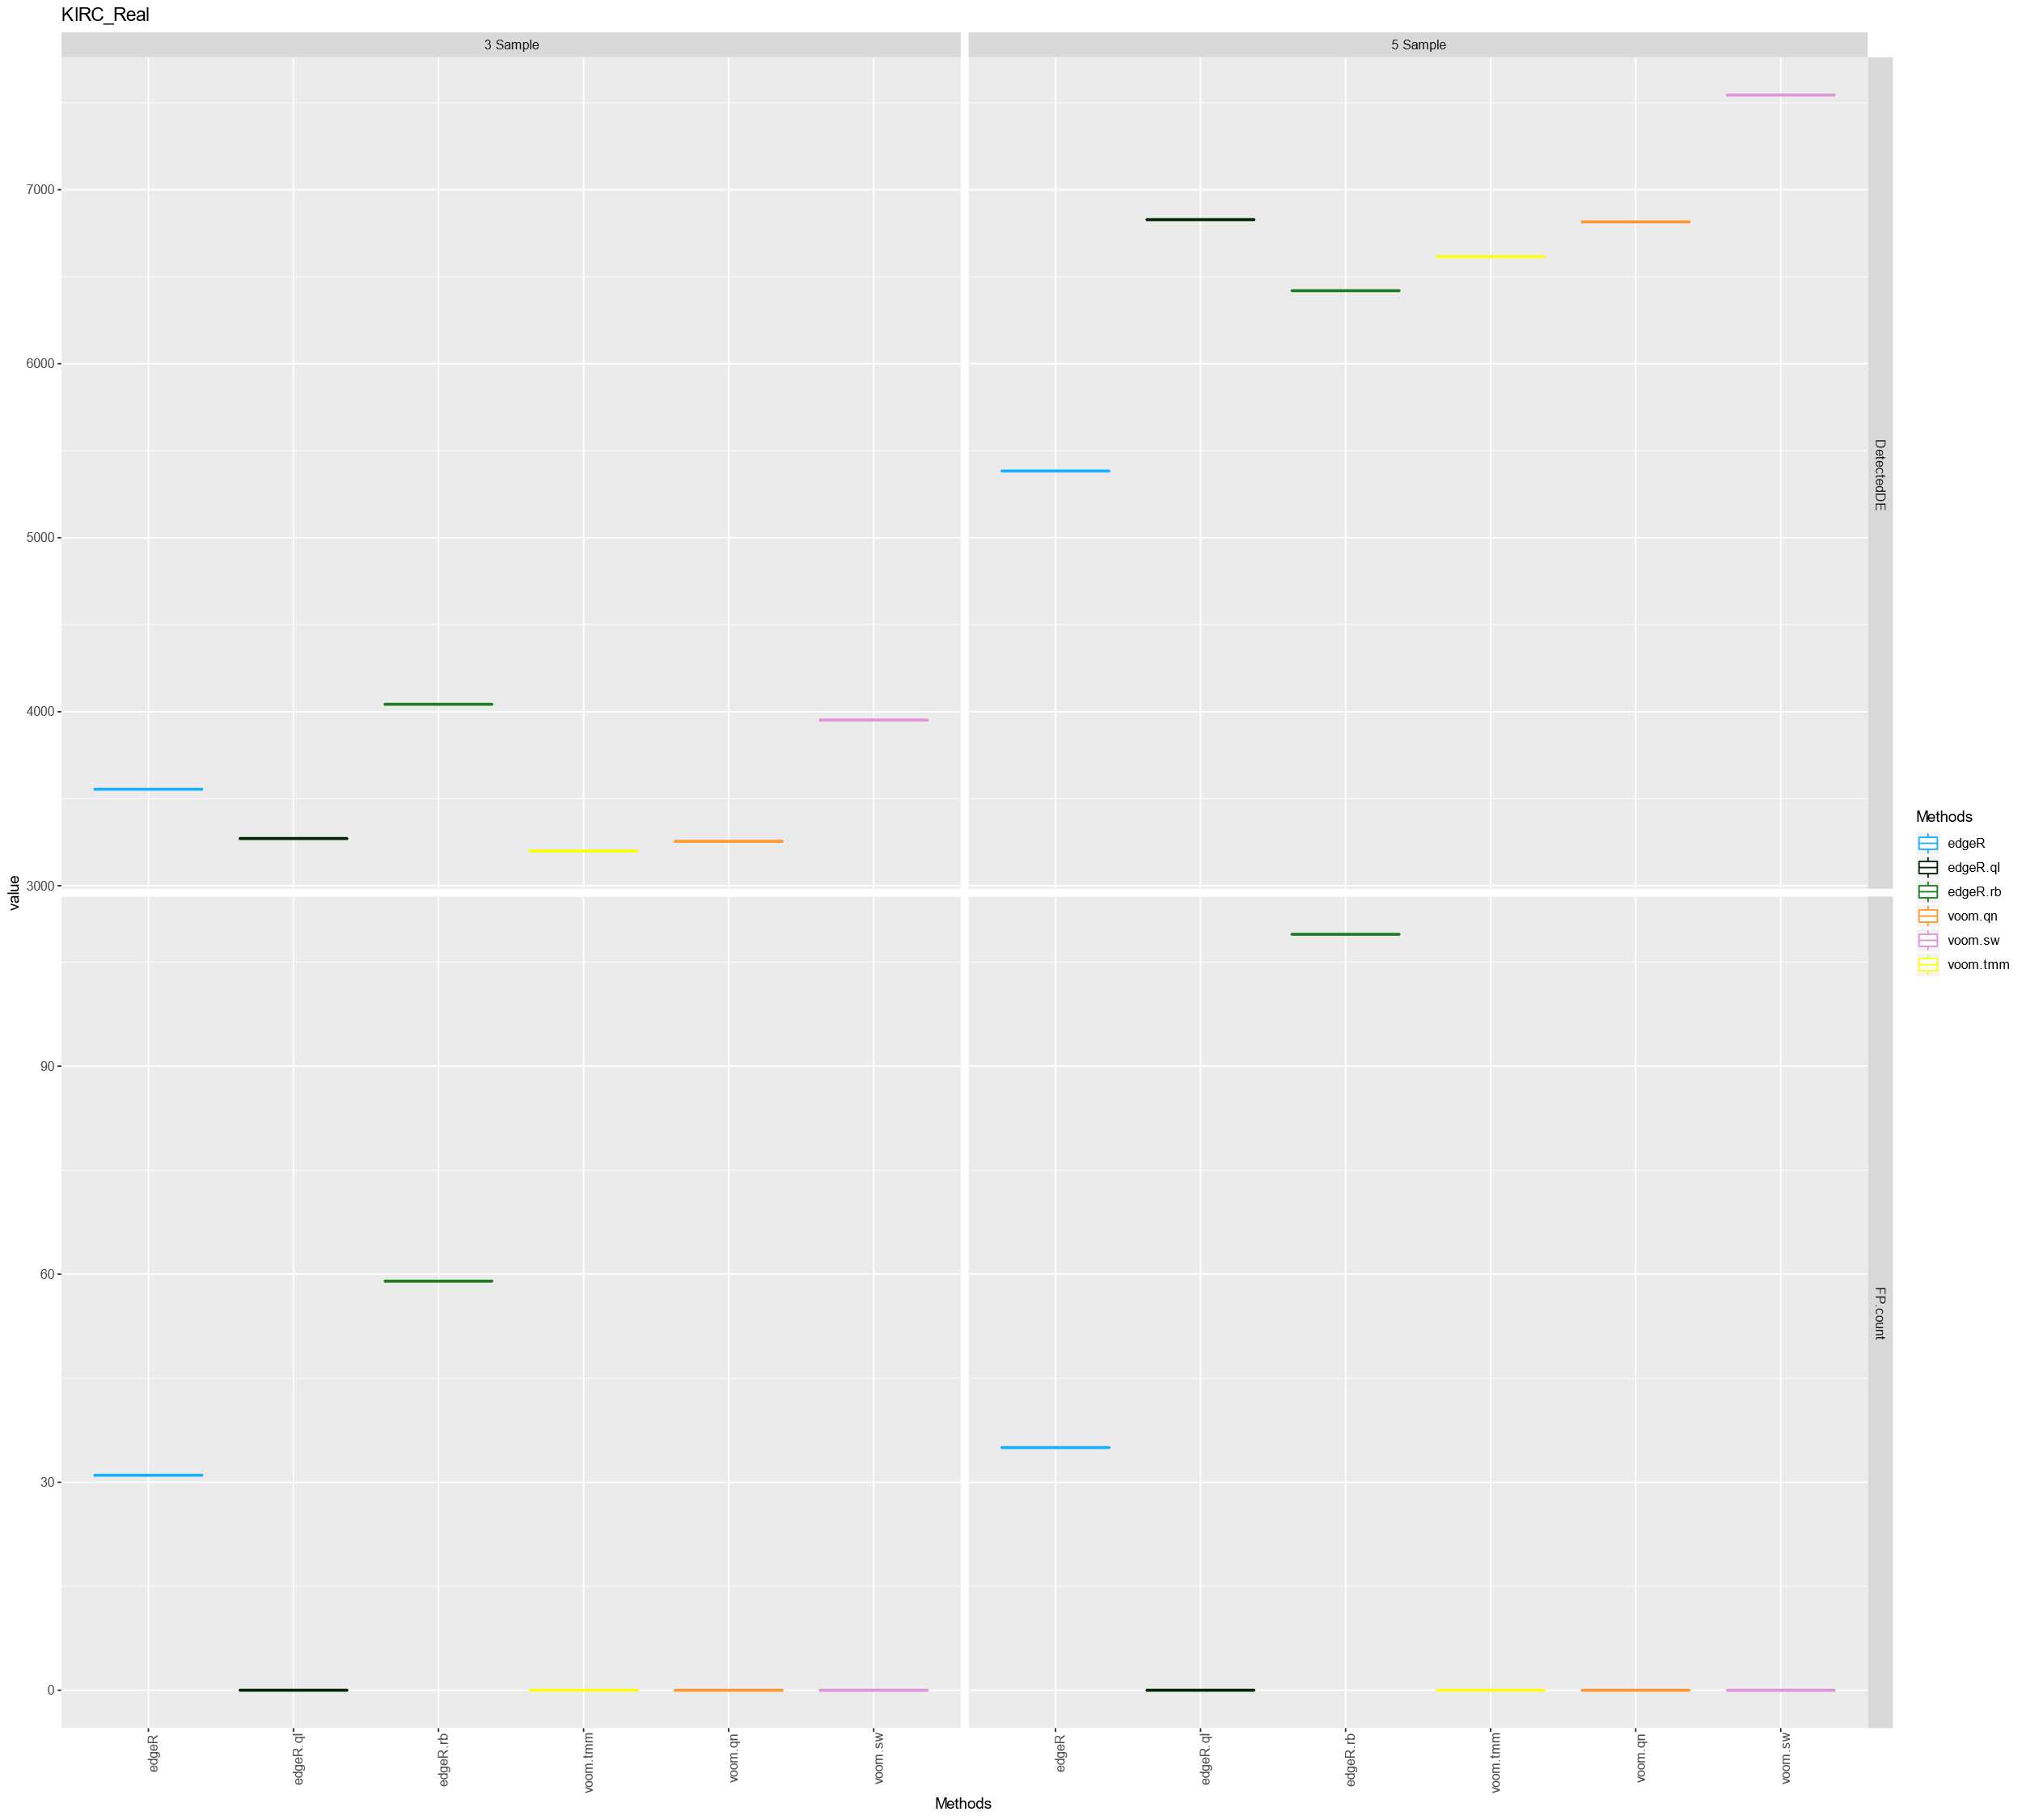 KIRC_Real
3 Sample
5 Sample
7000
6000
5000
4000
3000
DetectedDE
value
90
60
30
0
FP.count
edgeR
edgeR.ql
edgeR.rb
voom.tmm
voom.qn
voom.sw
edgeR
edgeR.ql
edgeR.rb
voom.tmm
voom.qn
voom.sw
Methods
Methods
edgeR
edgeR.ql
edgeR.rb
voom.qn
voom.sw
voom.tmm